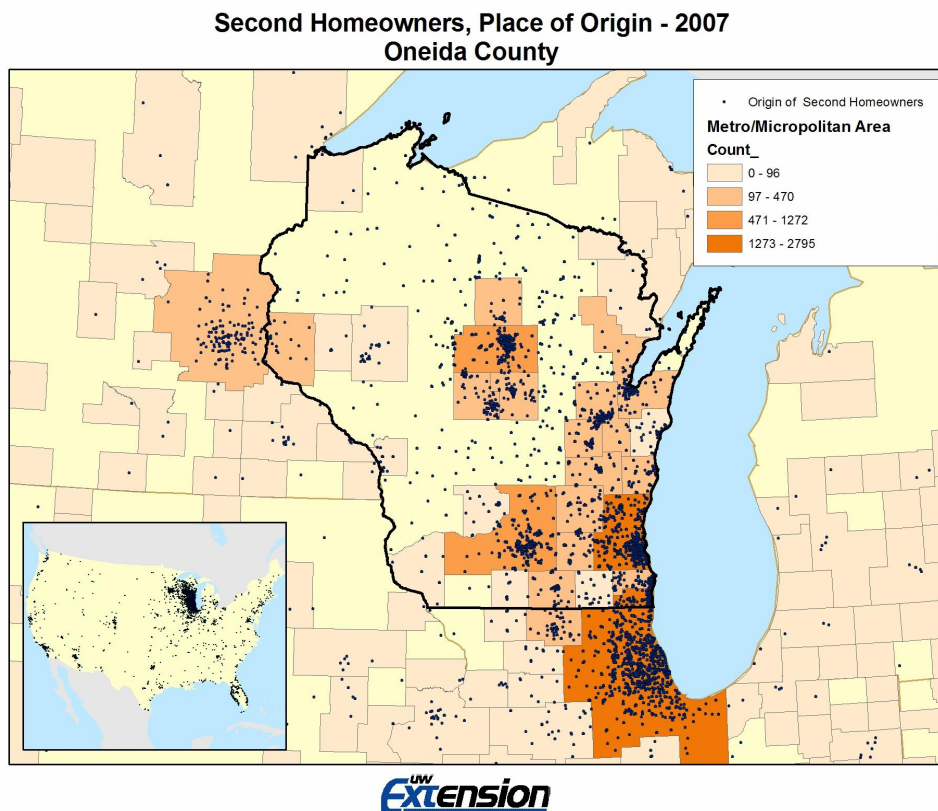 Second Homeowners, Place of Origin - 2007
Oneida County
Origin of Second Homeowners
Metro/Micropolitan Area
Count_
0 - 96
97 - 470
471 - 1272
1273 - 2795
UW
Extension